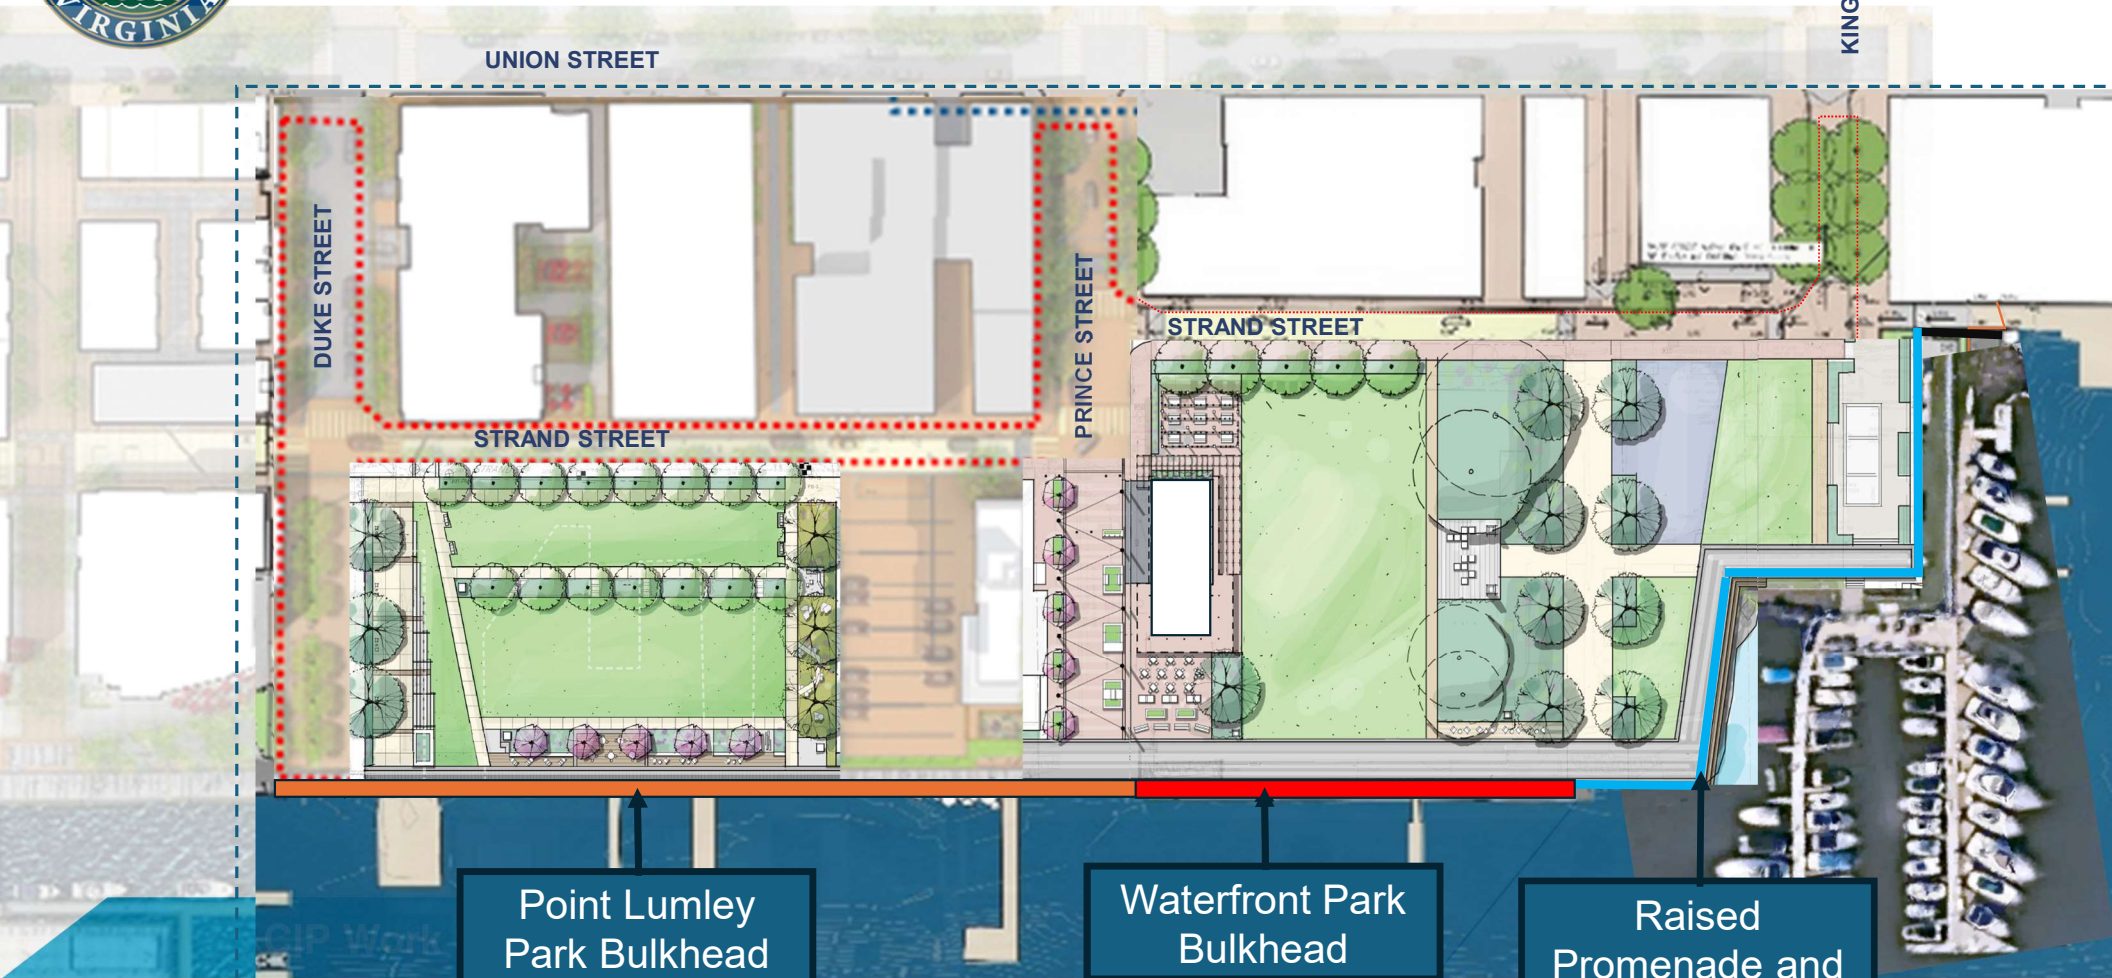 VIRGINIA
UNION STREET
KING
DUKE STREET
PRINCE STREET
STRAND STREET
STRAND STREET
CIP Work
Point Lumley
Park Bulkhead
Waterfront Park
Bulkhead
Raised
Promenade and